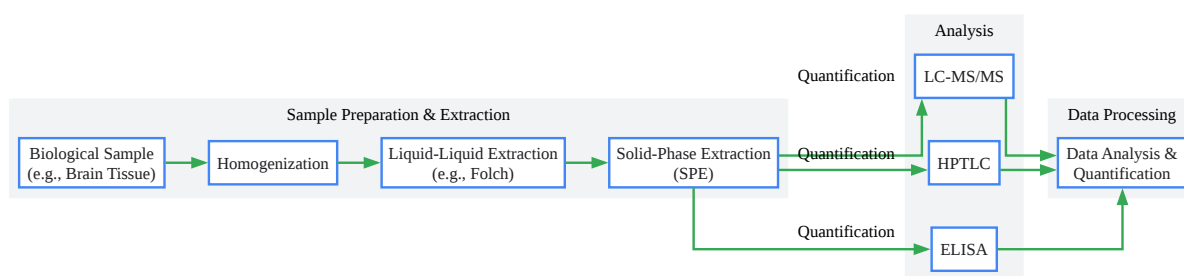 Analysis
Quantification
LC-MS/MS
Sample Preparation & Extraction
Data Processing
Biological Sample
(e.g., Brain Tissue)
Homogenization
Liquid-Liquid Extraction
(e.g., Folch)
Solid-Phase Extraction
(SPE)
Quantification
HPTLC
Data Analysis &
Quantification
Quantification
ELISA